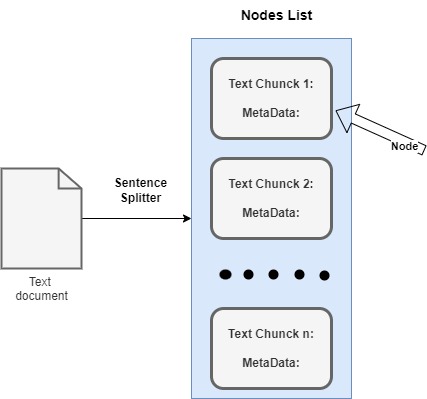 Nodes List
Text Chunck 1:
MetaData:
Node
Text Chunck 2:
MetaData:
Sentence
Splitter
Text
document
Text Chunck n:
MetaData: